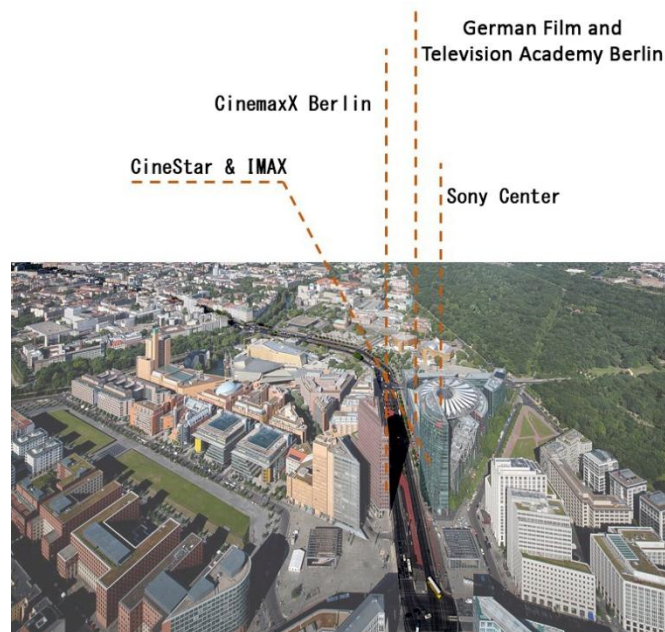 German Film and
Television Academy Berlin
CinemaxX Berlin
CineStar & IMAX
Sony Center